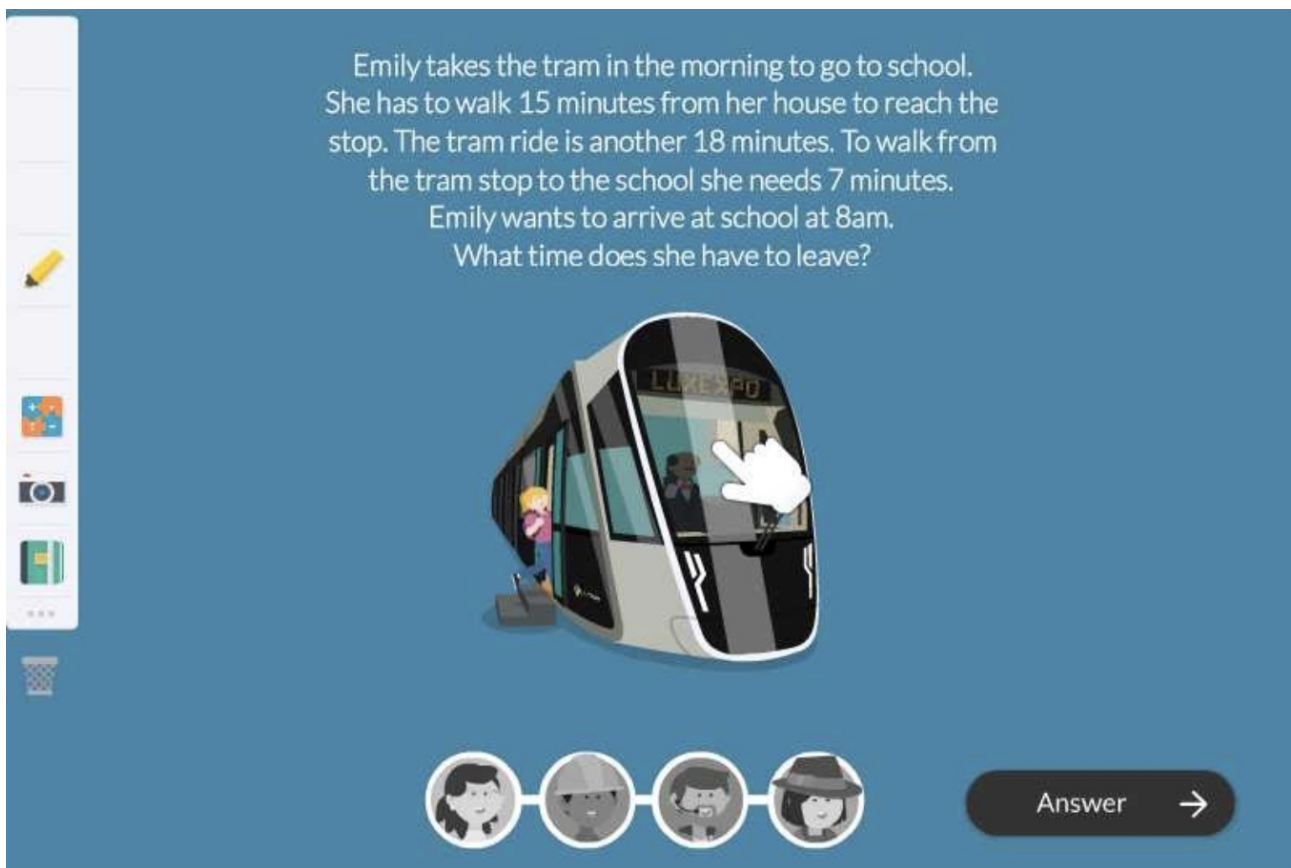 Emily takes the tram in the morning to go to school.
She has to walk 15 minutes from her house to reach the
stop. The tram ride is another 18 minutes. To walk from
the tram stop to the school she needs 7 minutes.
Emily wants to arrive at school at 8am.
What time does she have to leave?
LUXEXPO
Answer